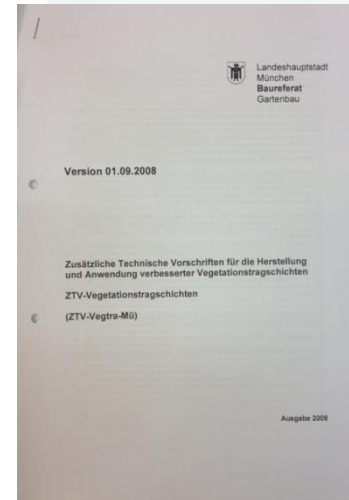 Landeshauptstadt
München
Baureferat
Gartenbau
Version 01.09.2008
Zusätzliche Technische Vorschriften für die Herstellung
und Anwendung verbesserter Vegetationstragschichten
ZTV-Vegetationstragschichten
(ZTV-Vegtra-Mü)
Ausgabe 2008